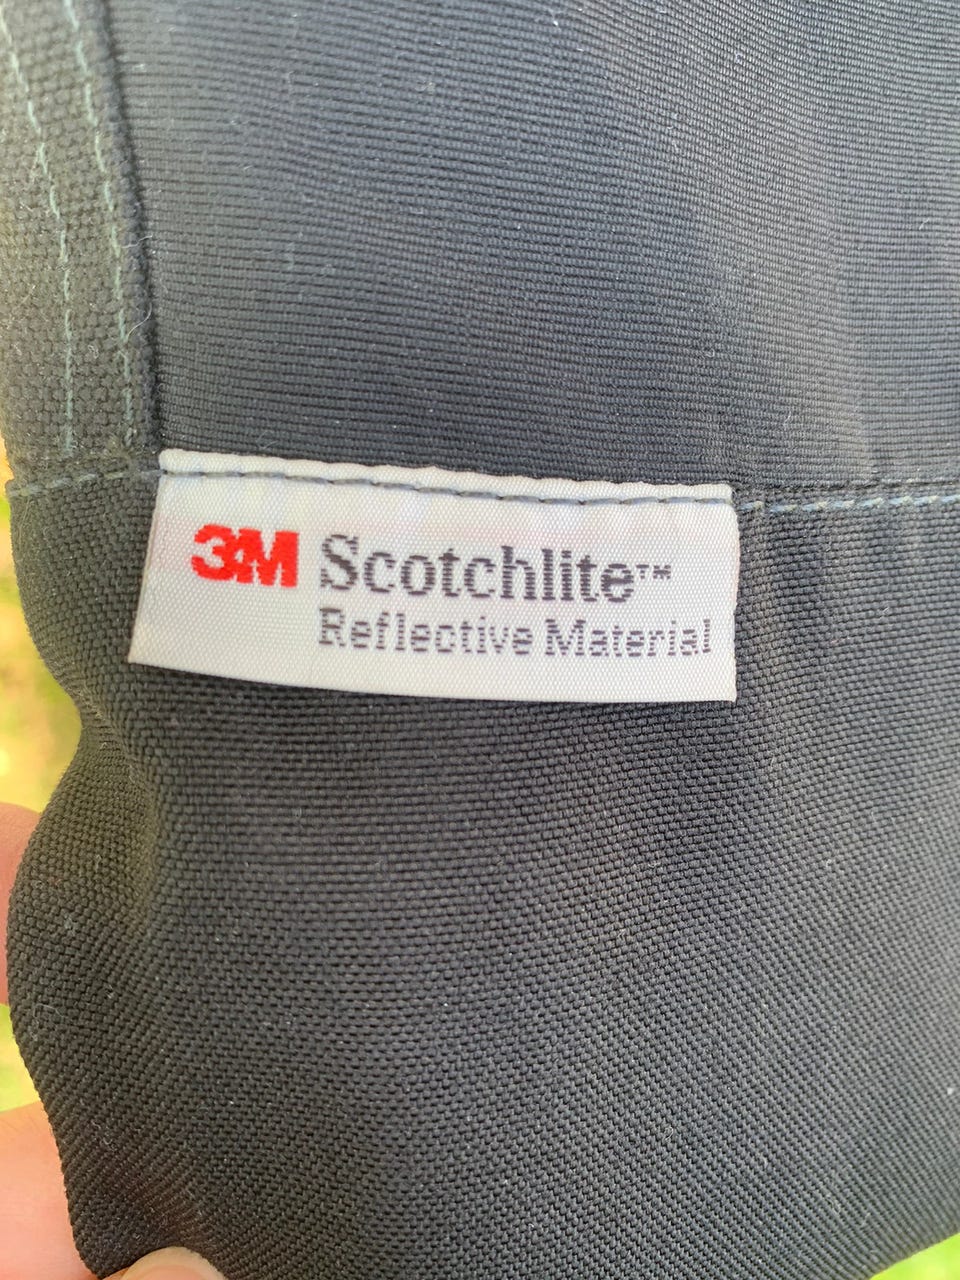 3M Scotchlite™
Reflective Material